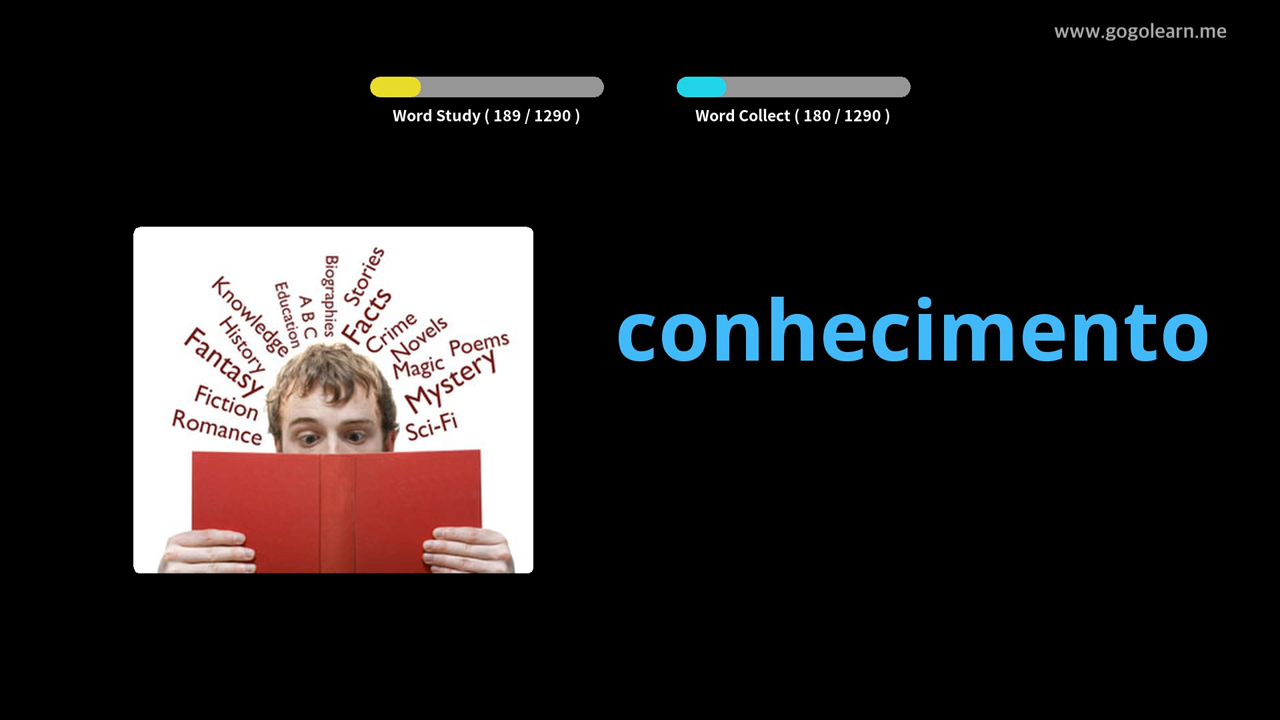 www.gogolearn.me
Word Study ( 189 / 1290 )
Word Collect ( 180 / 1290 )
conhecimento
Romance
Fiction
Fantasy
History
Knowledge
Education
A B C
Biographies
Stories
Facts
Crime
Novels
Magic
Poems
Mystery
Sci-Fi